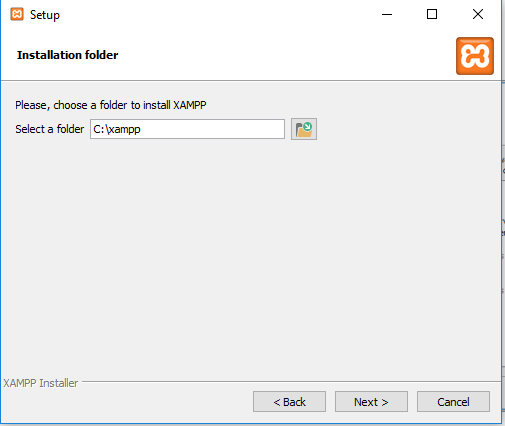 Setup
Installation folder
Please, choose a folder to install XAMPP
Select a folder C:\xampp
XAMPP Installer
< Back Next > Cancel